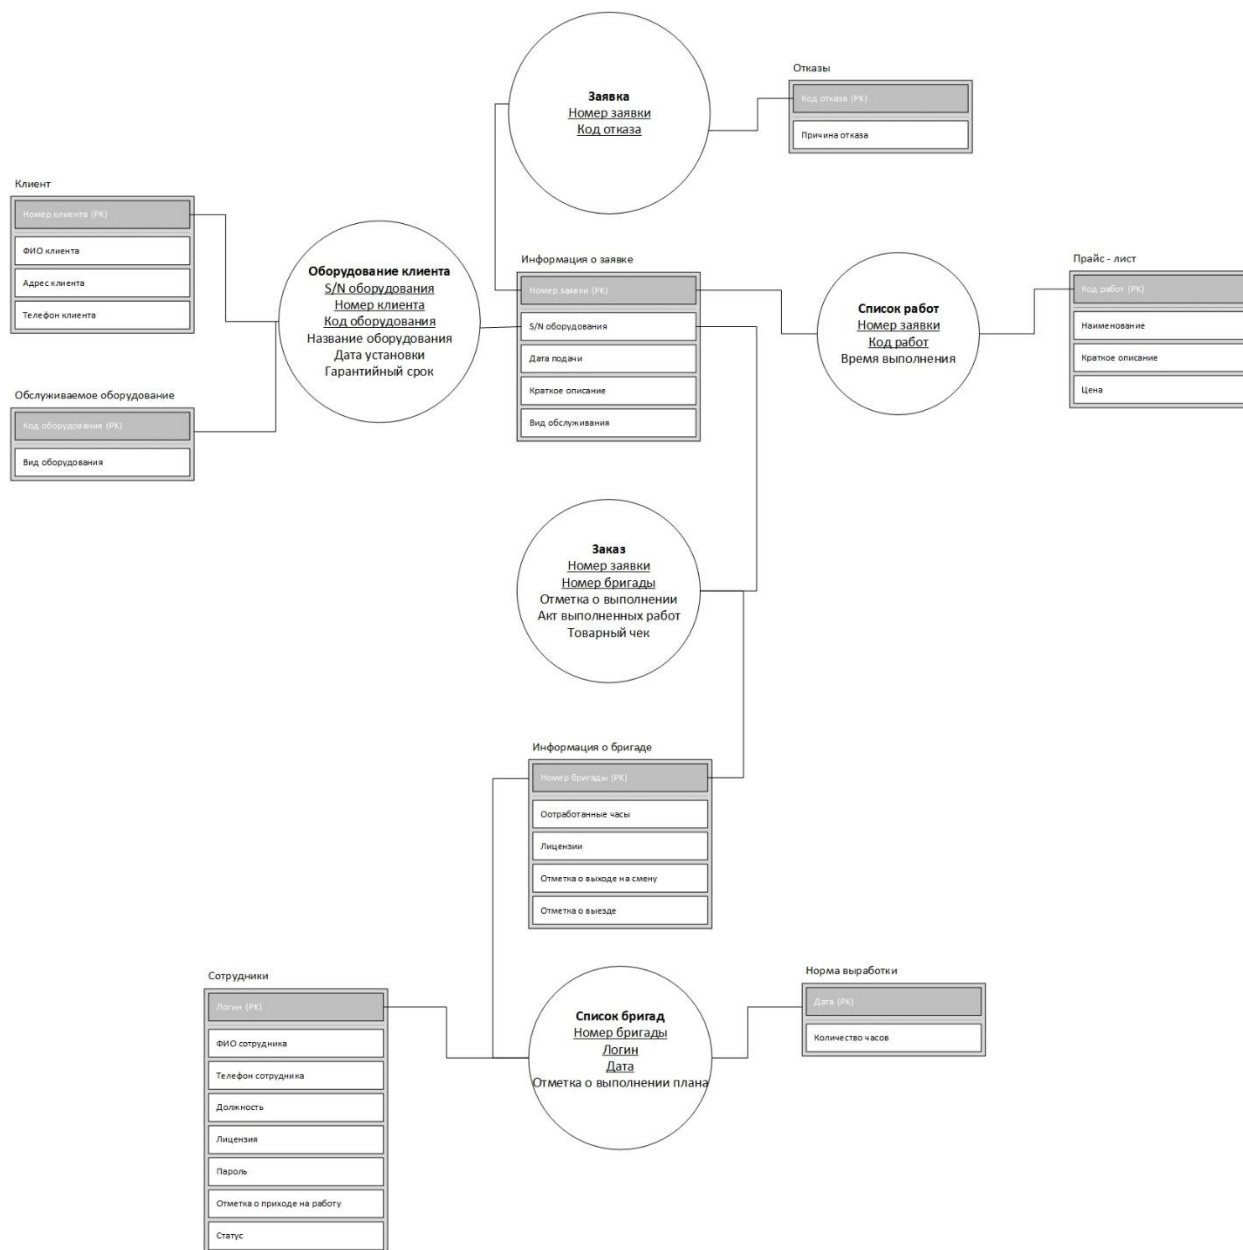 Заявка
Номер заявки
Код отказа
Отказы
Код отказа (PK)
Причина отказа
Клиент
Номер клиента (PK)
ФИО клиента
Адрес клиента
Телефон клиента
Оборудование клиента
S/N оборудования
Номер клиента
Код оборудования
Название оборудования
Дата установки
Гарантийный срок
Информация о заявке
Номер заявки (PK)
S/N оборудования
Дата подачи
Краткое описание
Вид обслуживания
Список работ
Номер заявки
Код работ
Время выполнения
Прайс - лист
Код работ (PK)
Наименование
Краткое описание
Цена
Обслуживаемое оборудование
Код оборудования (PK)
Вид оборудования
Заказ
Номер заявки
Номер бригады
Отметка о выполнении
Акт выполненных работ
Товарный чек
Информация о бригаде
Номер бригады (PK)
Оотработанные часы
Лицензии
Отметка о выходе на смену
Отметка о выезде
Сотрудники
Логин (PK)
ФИО сотрудника
Телефон сотрудника
Должность
Лицензия
Пароль
Отметка о приходе на работу
Статус
Список бригад
Номер бригады
Логин
Дата
Отметка о выполнении плана
Норма выработки
Дата (PK)
Количество часов